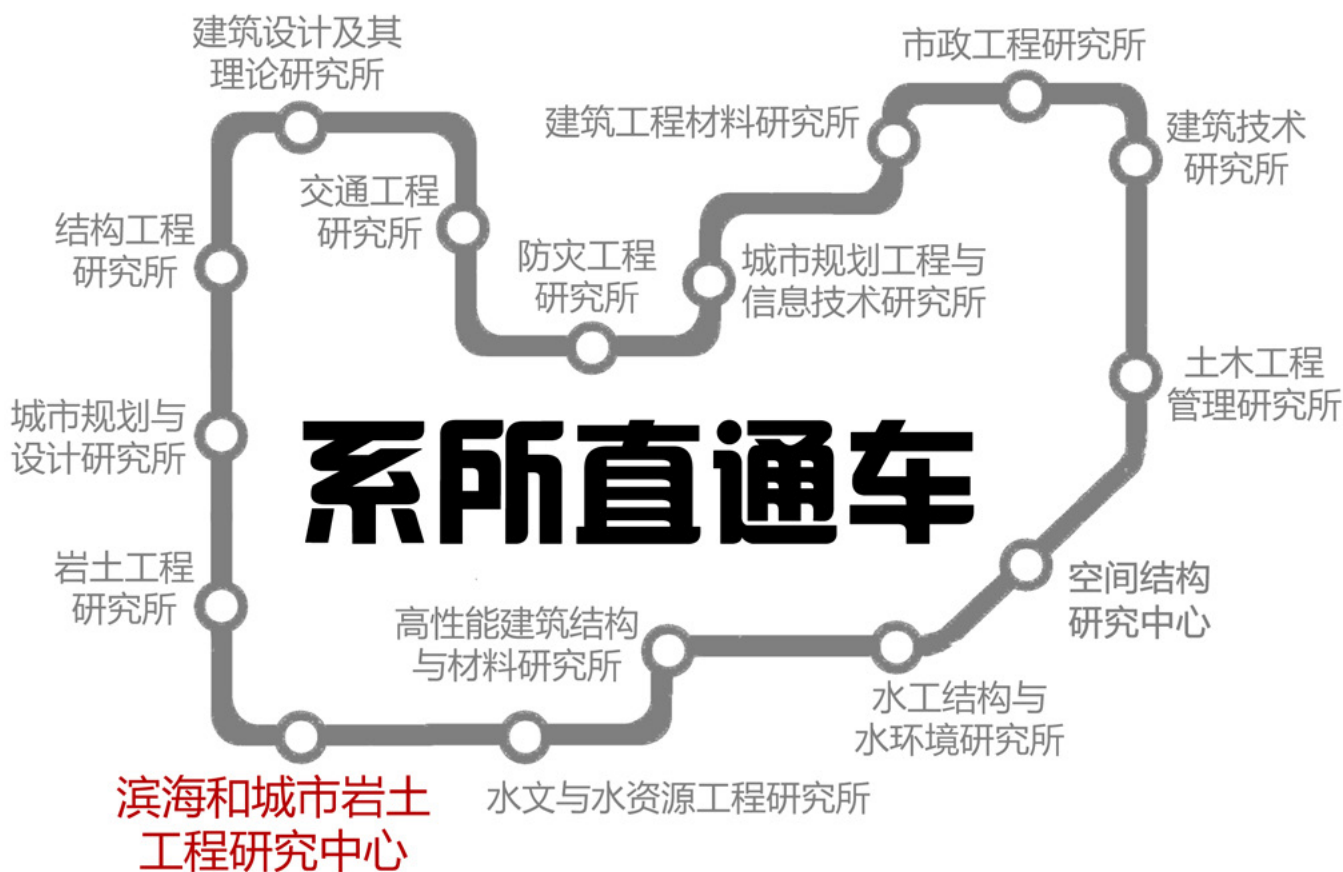 建筑设计及其
理论研究所
市政工程研究所
建筑工程材料研究所
建筑技术
研究所
交通工程
研究所
结构工程
研究所
防灾工程
研究所
城市规划工程与
信息技术研究所
土木工程
管理研究所
城市规划与
设计研究所
系所直通车
岩土工程
研究所
空间结构
研究中心
高性能建筑结构
与材料研究所
水工结构与
水环境研究所
滨海和城市岩土
工程研究中心
水文与水资源工程研究所